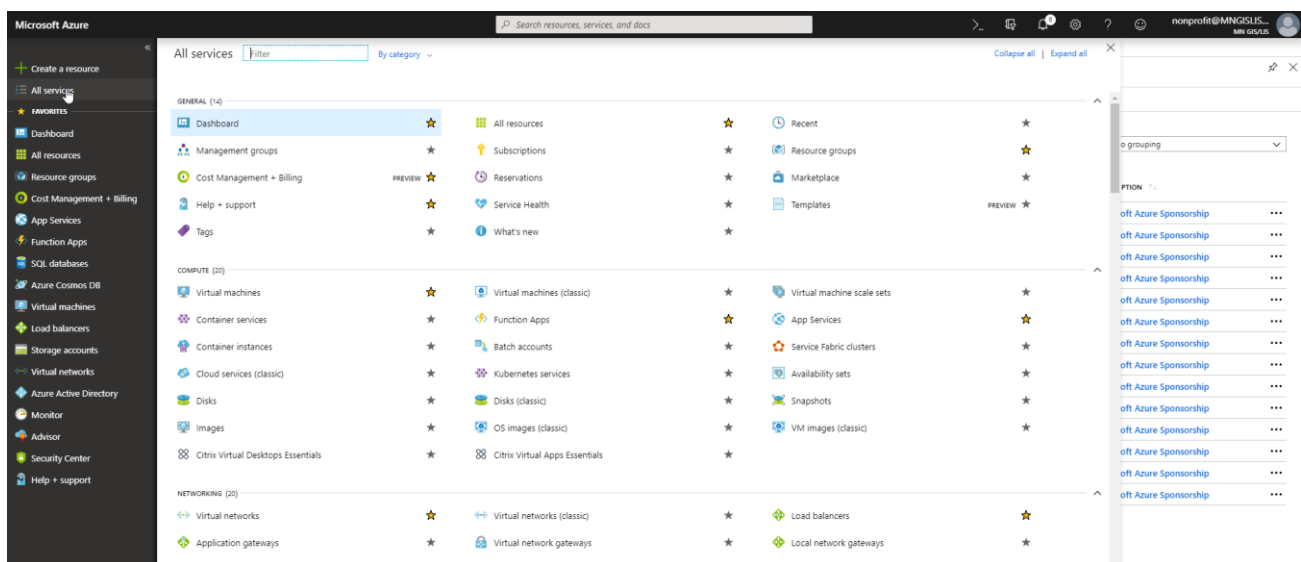 Microsoft Azure
Search resources, services, and docs
nonprofit@MNGISLIS...
MN GIS/LIS
Create a resource
All services
FAVORITES
Dashboard
All resources
Resource groups
Cost Management + Billing
App Services
Function Apps
SQL databases
Azure Cosmos DB
Virtual machines
Load balancers
Storage accounts
Virtual networks
Azure Active Directory
Monitor
Advisor
Security Center
Help + support
All services Filter By category Collapse all | Expand all
GENERAL (14)
Dashboard All resources Recent
Management groups Subscriptions Resource groups
Cost Management + Billing PREVIEW Reservations Marketplace
Help + support Service Health Templates PREVIEW
Tags What's new
COMPUTE (20)
Virtual machines Virtual machines (classic) Virtual machine scale sets
Container services Function Apps App Services
Container instances Batch accounts Service Fabric clusters
Cloud services (classic) Kubernetes services Availability sets
Disks Disks (classic) Snapshots
Images OS images (classic) VM images (classic)
Citrix Virtual Desktops Essentials Citrix Virtual Apps Essentials
NETWORKING (20)
Virtual networks Virtual networks (classic) Load balancers
Application gateways Virtual network gateways Local network gateways
o grouping
PTION
oft Azure Sponsorship
oft Azure Sponsorship
oft Azure Sponsorship
oft Azure Sponsorship
oft Azure Sponsorship
oft Azure Sponsorship
oft Azure Sponsorship
oft Azure Sponsorship
oft Azure Sponsorship
oft Azure Sponsorship
oft Azure Sponsorship
oft Azure Sponsorship
oft Azure Sponsorship
oft Azure Sponsorship